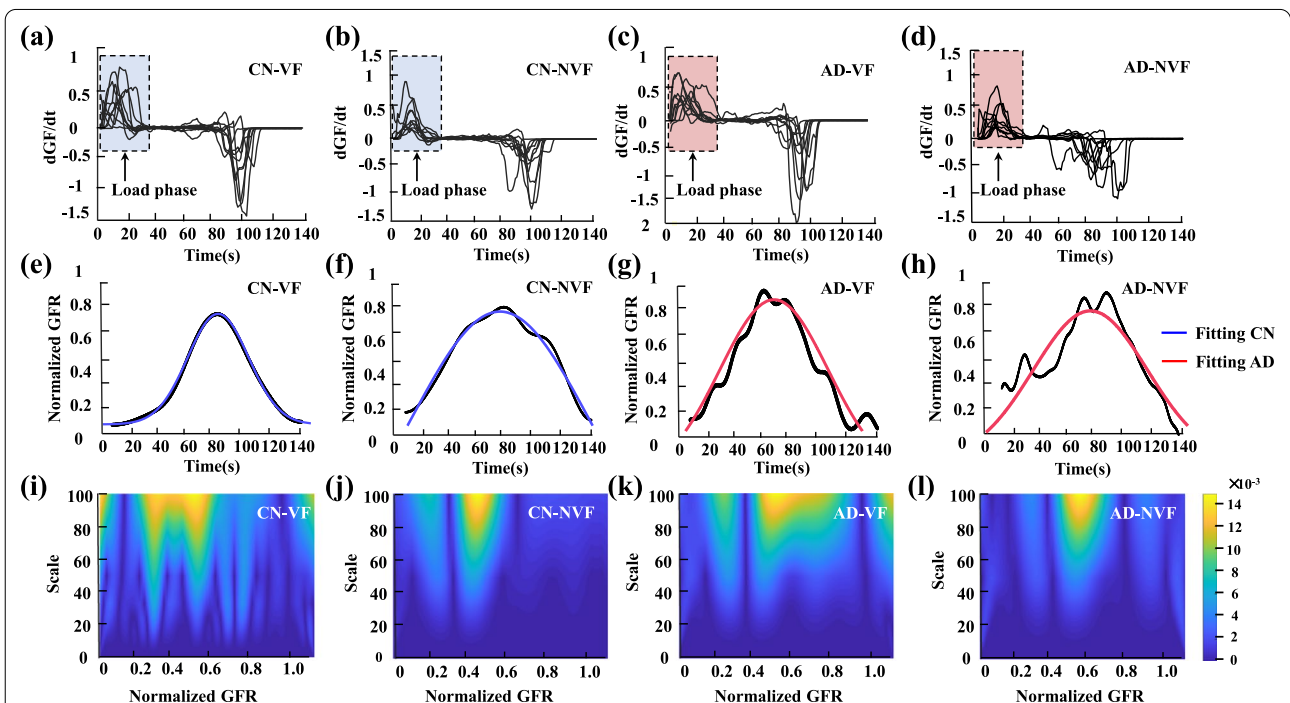 (a) (b) (c) (d)
CN-VF CN-NVF AD-VF AD-NVF
1 1.5 1 1.5
0.5 1 0.5 1
0 0.5 0 0.5
-0.5 0 -0.5 0
-1 -0.5 -1 -0.5
-1.5 -1 -1.5 -1
-1.5 2 -1.5
dGF/dt dGF/dt dGF/dt dGF/dt
Load phase Load phase Load phase Load phase
0 20 40 60 80 100 120 140 0 20 40 60 80 100 120 140 0 20 40 60 80 100 120 140 0 20 40 60 80 100 120 140
Time(s) Time(s) Time(s) Time(s)
(e) (f) (g) (h)
CN-VF CN-NVF AD-VF AD-NVF
1 1 1 1
0.8 0.8 0.8 0.8
0.6 0.6 0.6 0.6
0.4 0.4 0.4 0.4
0.2 0.2 0.2 0.2
0 0 0 0
Normalized GFR Normalized GFR Normalized GFR Normalized GFR
Fitting CN
Fitting AD
0 20 40 60 80 100 120 140 0 20 40 60 80 100 120 140 0 20 40 60 80 100 120 140 0 20 40 60 80 100 120 140
Time(s) Time(s) Time(s) Time(s)
(i) (j) (k) (l)
CN-VF CN-NVF AD-VF AD-NVF
100 100 100 100
80 80 80 80
60 60 60 60
40 40 40 40
20 20 20 20
0 0 0 0
Scale Scale Scale Scale
0 0.2 0.4 0.6 0.8 1.0 0 0.2 0.4 0.6 0.8 1.0 0 0.2 0.4 0.6 0.8 1.0 0 0.2 0.4 0.6 0.8 1.0
Normalized GFR Normalized GFR Normalized GFR Normalized GFR
×10-3
14
12
10
8
6
4
2
0